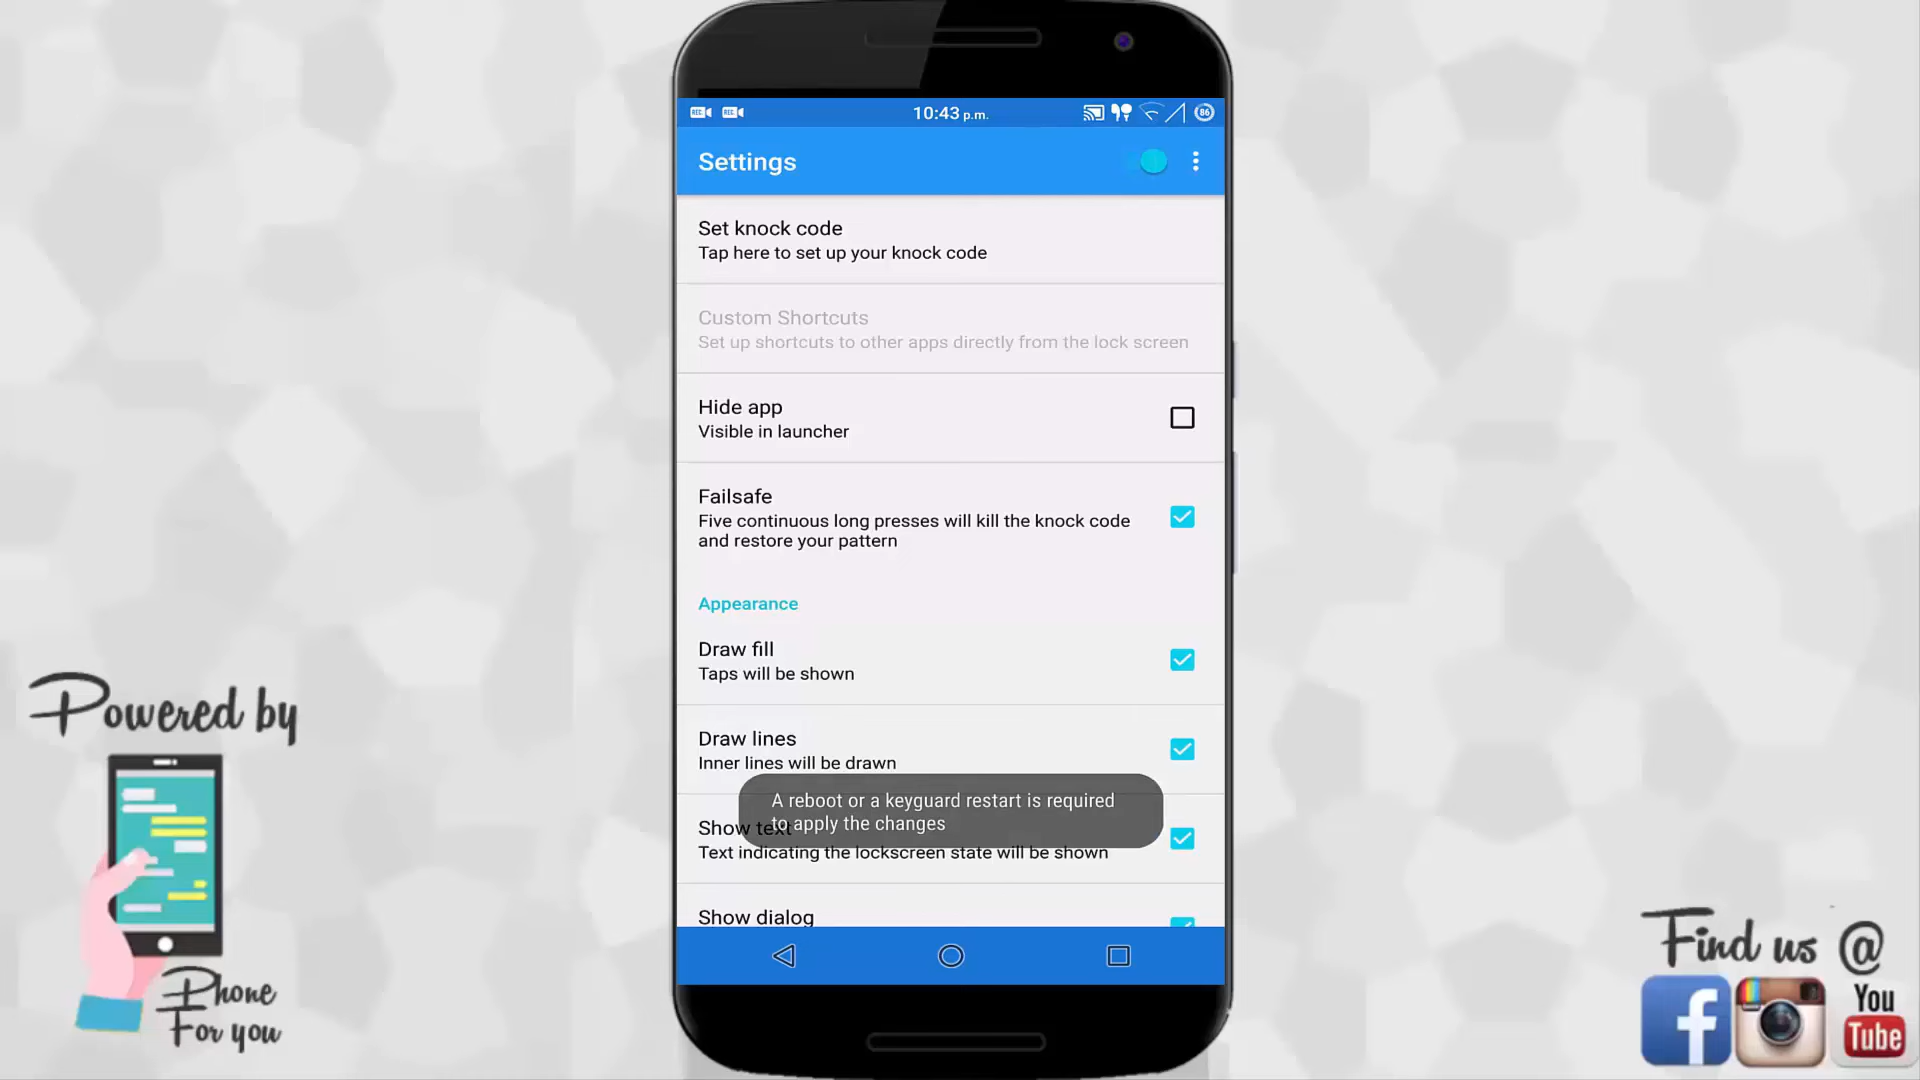 10:43 p.m.
86
Settings
Set knock code
Tap here to set up your knock code
Custom Shortcuts
Set up shortcuts to other apps directly from the lock screen
Hide app
Visible in launcher
Failsafe
Five continuous long presses will kill the knock code
and restore your pattern
Appearance
Draw fill
Taps will be shown
Draw lines
Inner lines will be drawn
A reboot or a keyguard restart is required
to apply the changes
Show text
Text indicating the lockscreen state will be shown
Show dialog
Powered by
Phone
For you
Find us @
f
You
Tube